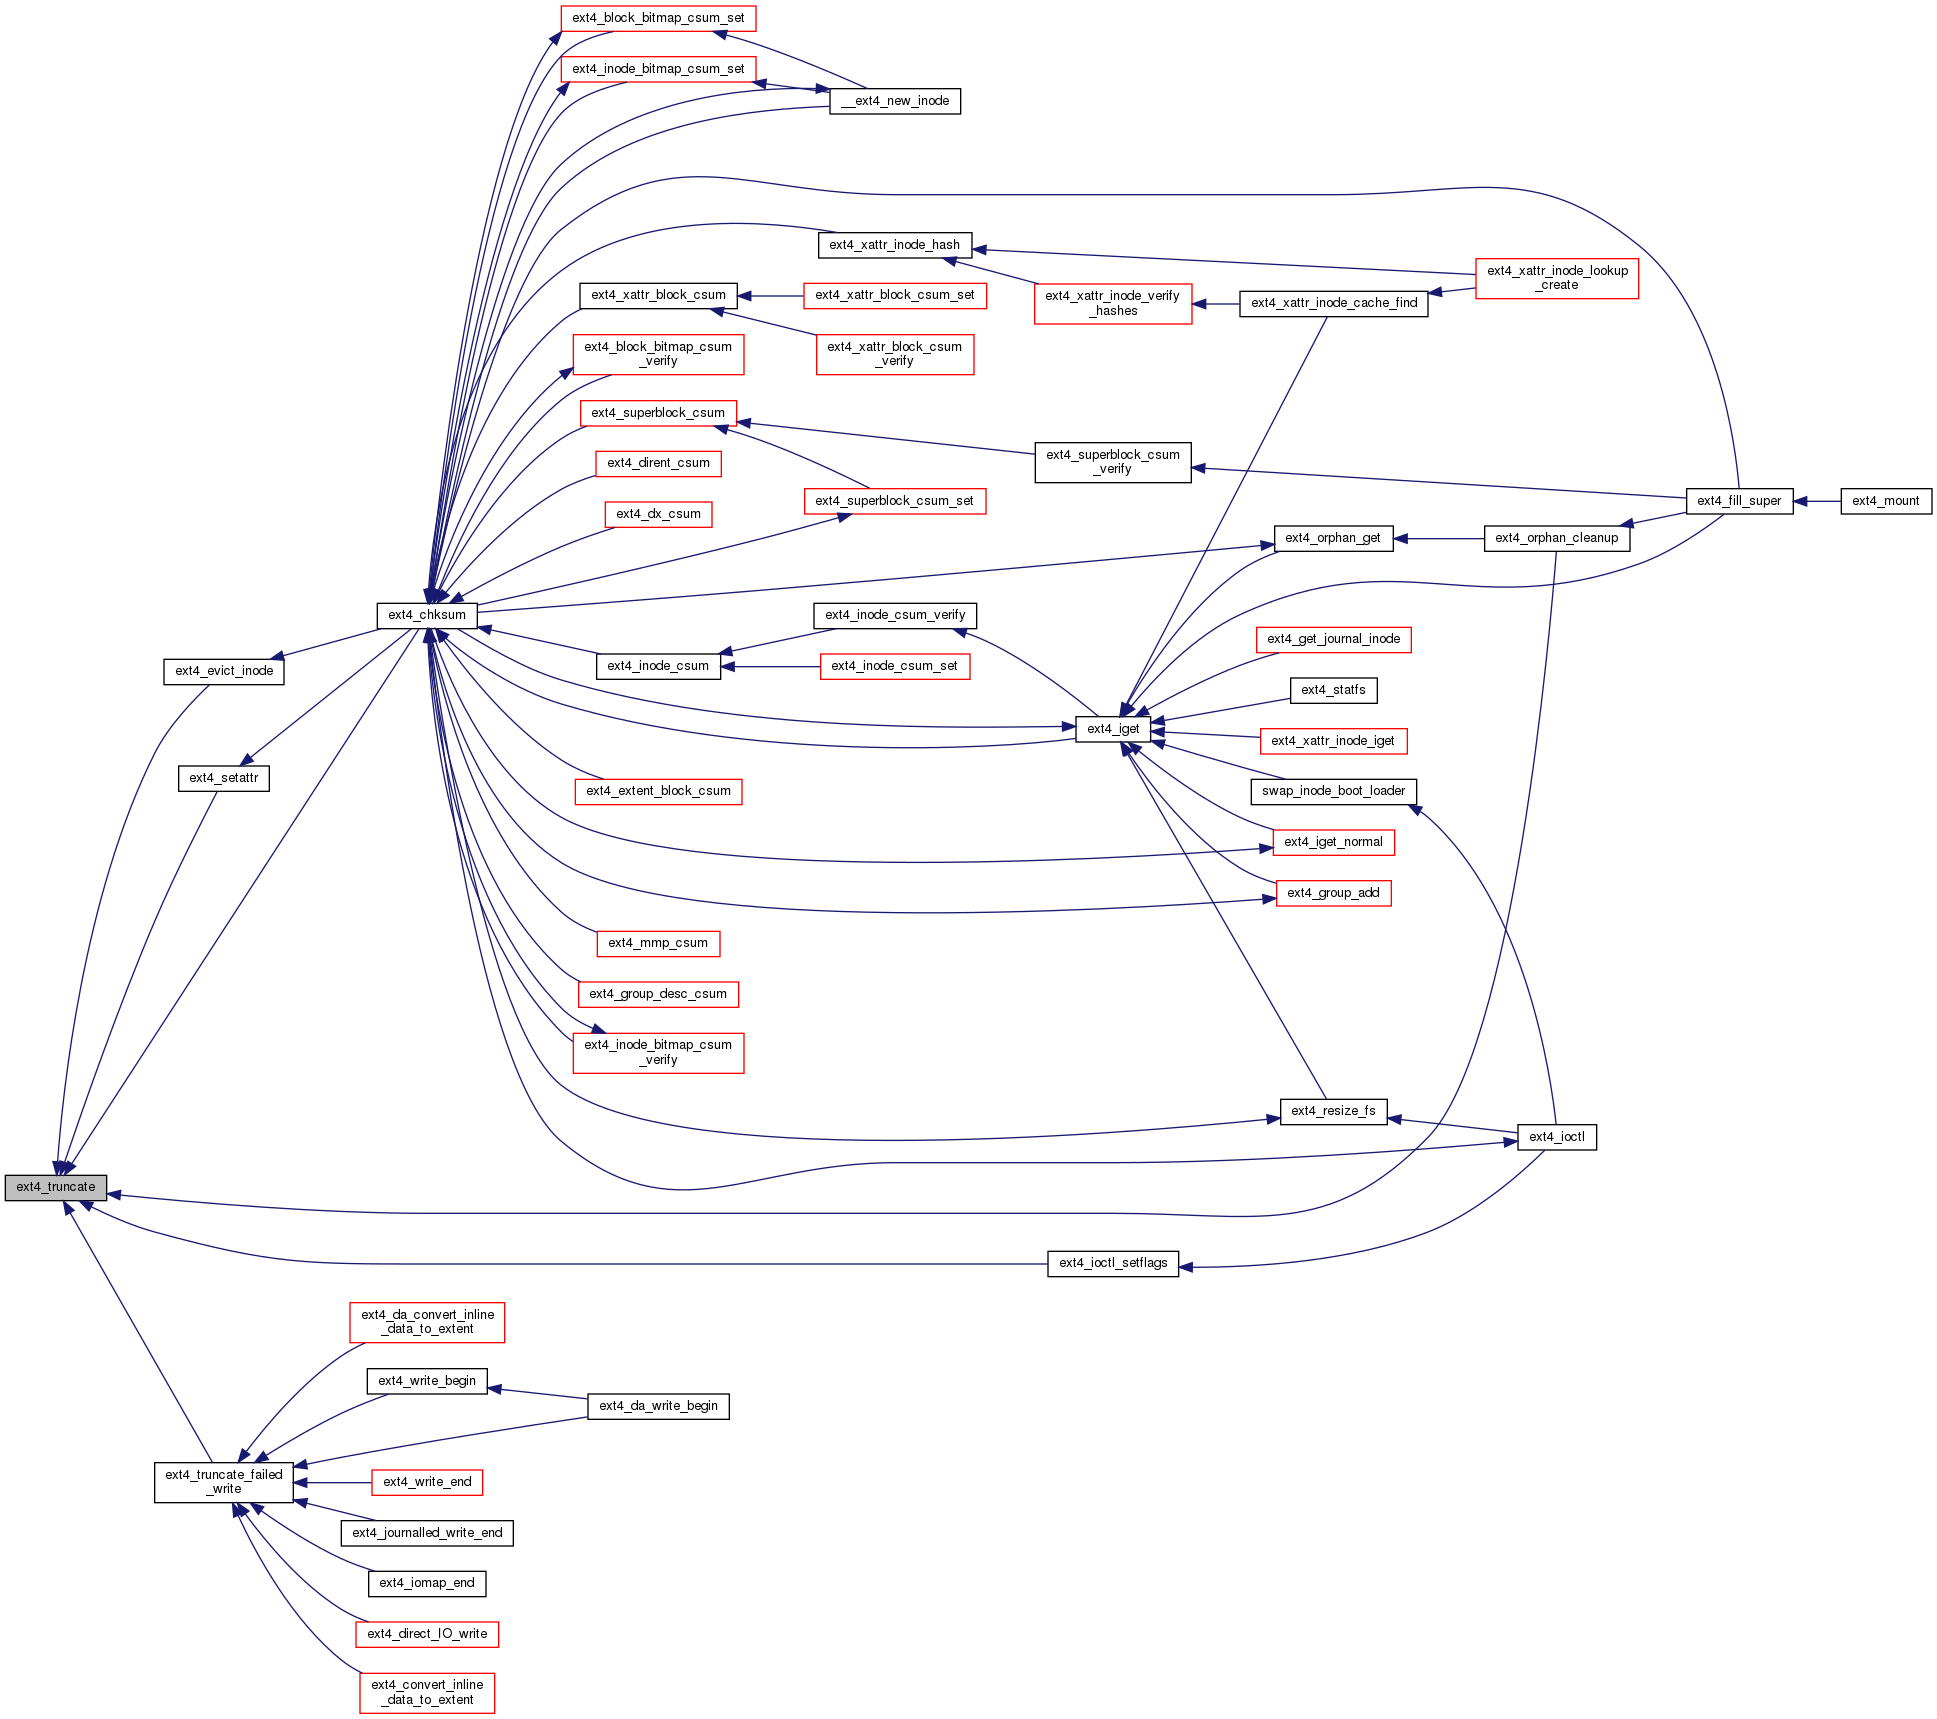 ext4_block_bitmap_csum_set
ext4_inode_bitmap_csum_set
__ext4_new_inode
ext4_xattr_inode_hash
ext4_xattr_inode_lookup
_create
ext4_xattr_block_csum
ext4_xattr_block_csum_set
ext4_xattr_inode_verify
_hashes
ext4_xattr_inode_cache_find
ext4_block_bitmap_csum
_verify
ext4_xattr_block_csum
_verify
ext4_superblock_csum
ext4_superblock_csum
_verify
ext4_dirent_csum
ext4_superblock_csum_set
ext4_fill_super
ext4_mount
ext4_dx_csum
ext4_orphan_get
ext4_orphan_cleanup
ext4_chksum
ext4_inode_csum_verify
ext4_get_journal_inode
ext4_evict_inode
ext4_inode_csum
ext4_inode_csum_set
ext4_statfs
ext4_iget
ext4_xattr_inode_iget
ext4_setattr
ext4_extent_block_csum
swap_inode_boot_loader
ext4_iget_normal
ext4_group_add
ext4_mmp_csum
ext4_group_desc_csum
ext4_inode_bitmap_csum
_verify
ext4_resize_fs
ext4_ioctl
ext4_truncate
ext4_ioctl_setflags
ext4_da_convert_inline
_data_to_extent
ext4_write_begin
ext4_da_write_begin
ext4_truncate_failed
_write
ext4_write_end
ext4_journalled_write_end
ext4_iomap_end
ext4_direct_IO_write
ext4_convert_inline
_data_to_extent